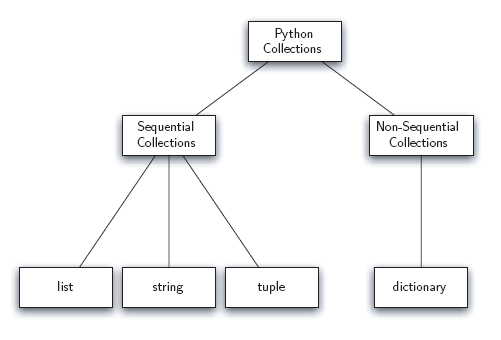 Python
Collections
Sequential
Collections
Non-Sequential
Collections
list
string
tuple
dictionary